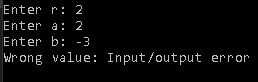 Enter r: 2
Enter a: 2
Enter b: -3
Wrong value: Input/output error